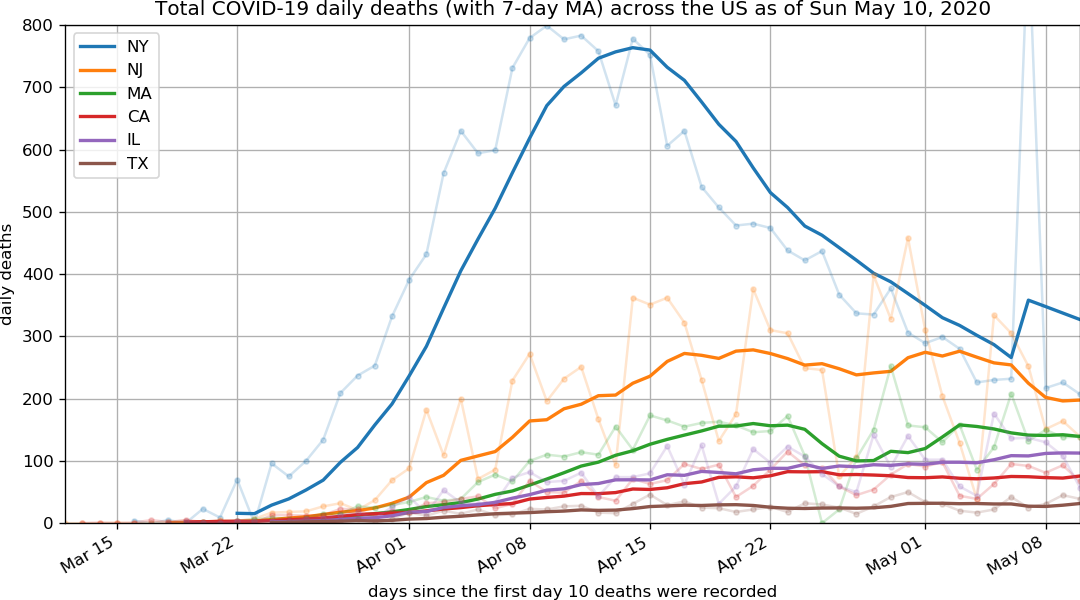 Total COVID-19 daily deaths (with 7-day MA) across the US as of Sun May 10, 2020
800
700
600
500
400
300
200
100
0
daily deaths
NY
NJ
MA
CA
IL
TX
Mar 15
Mar 22
Apr 01
Apr 08
Apr 15
Apr 22
May 01
May 08
days since the first day 10 deaths were recorded